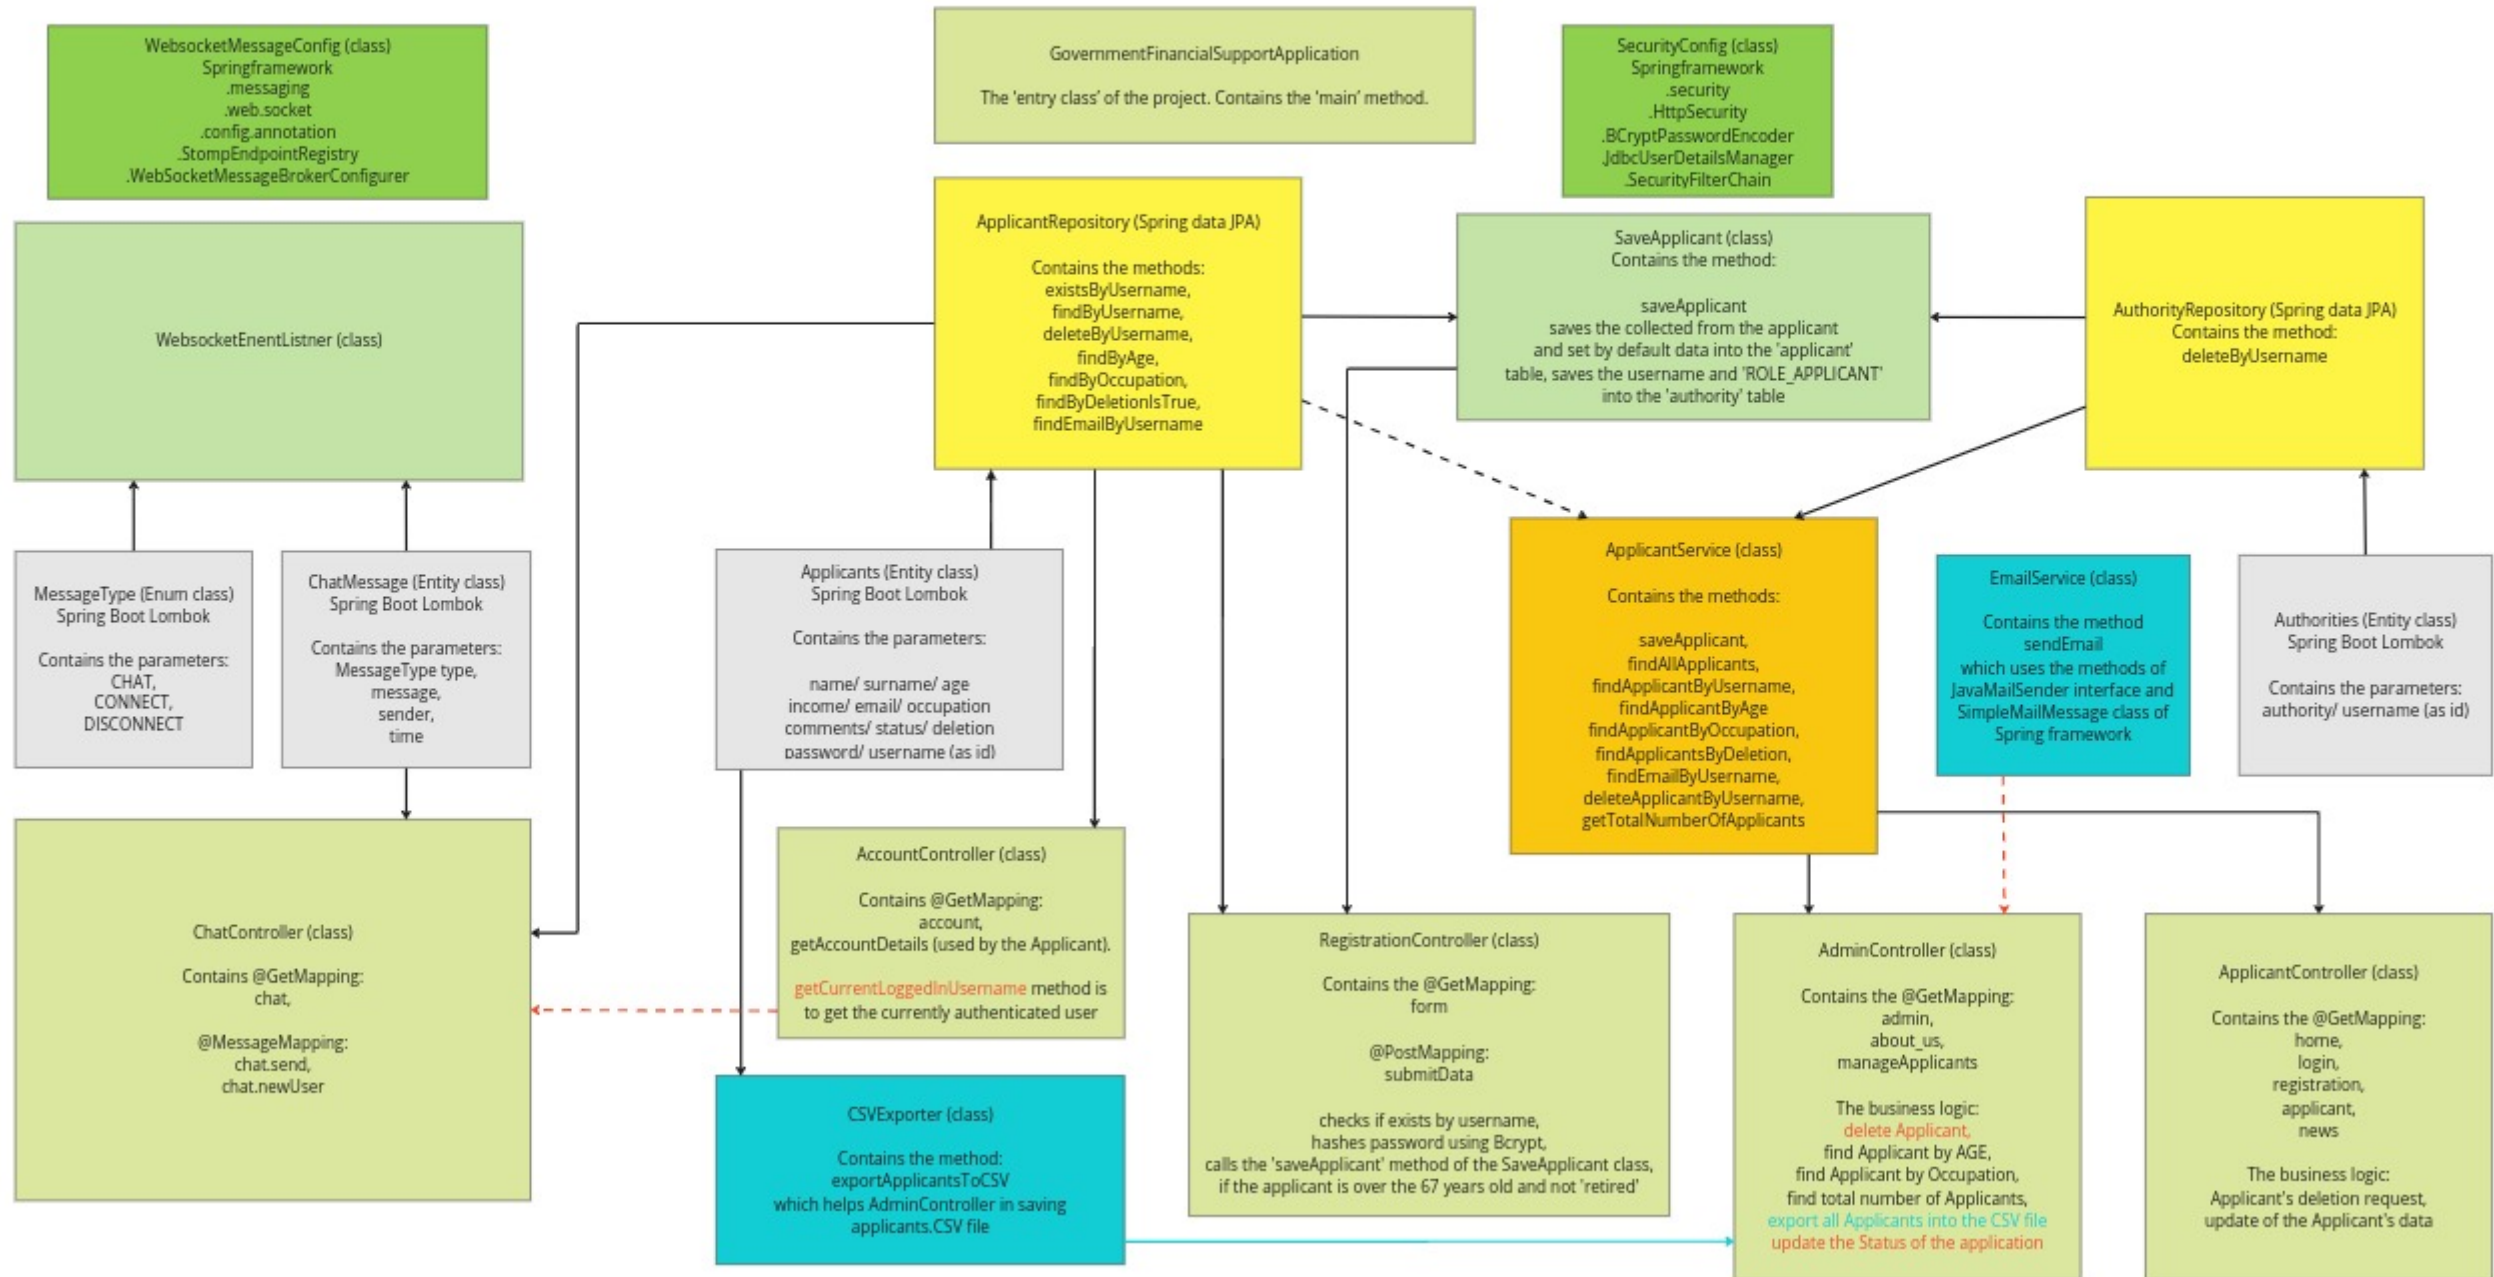 WebsocketMessageConfig (class)
Springframework
.messaging
.web.socket
.config.annotation
.StompEndpointRegistry
.WebSocketMessageBrokerConfigurer
GovernmentFinancialSupportApplication
The 'entry class' of the project. Contains the 'main' method.
SecurityConfig (class)
Springframework
.security
.HttpSecurity
.BCryptPasswordEncoder
.JdbcUserDetailsManager
.SecurityFilterChain
WebsocketEnentListner (class)
ApplicantRepository (Spring data JPA)
Contains the methods:
existsByUsername,
findByUsername,
deleteByUsername,
findByAge,
findByOccupation,
findByDeletionIsTrue,
findEmailByUsername
SaveApplicant (class)
Contains the method:
saveApplicant
saves the collected from the applicant
and set by default data into the 'applicant'
table, saves the username and 'ROLE_APPLICANT'
into the 'authority' table
AuthorityRepository (Spring data JPA)
Contains the method:
deleteByUsername
MessageType (Enum class)
Spring Boot Lombok
Contains the parameters:
CHAT,
CONNECT,
DISCONNECT
ChatMessage (Entity class)
Spring Boot Lombok
Contains the parameters:
MessageType type,
message,
sender,
time
Applicants (Entity class)
Spring Boot Lombok
Contains the parameters:
name/ surname/ age
income/ email/ occupation
comments/ status/ deletion
password/ username (as id)
ApplicantService (class)
Contains the methods:
saveApplicant,
findAllApplicants,
findApplicantByUsername,
findApplicantByAge
findApplicantByOccupation,
findApplicantsByDeletion,
findEmailByUsername,
deleteApplicantByUsername,
getTotalNumberOfApplicants
EmailService (class)
Contains the method
sendEmail
which uses the methods of
JavaMailSender interface and
SimpleMailMessage class of
Spring framework
Authorities (Entity class)
Spring Boot Lombok
Contains the parameters:
authority/ username (as id)
ChatController (class)
Contains @GetMapping:
chat,
@MessageMapping:
chat.send,
chat.newUser
AccountController (class)
Contains @GetMapping:
account,
getAccountDetails (used by the Applicant).
getCurrentLoggedInUsername method is
to get the currently authenticated user
CSVExporter (class)
Contains the method:
exportApplicantsToCSV
which helps AdminController in saving
applicants.CSV file
RegistrationController (class)
Contains the @GetMapping:
form
@PostMapping:
submitData
checks if exists by username,
hashes password using Bcrypt,
calls the 'saveApplicant' method of the SaveApplicant class,
if the applicant is over the 67 years old and not 'retired'
AdminController (class)
Contains the @GetMapping:
admin,
about_us,
manageApplicants
The business logic:
delete Applicant,
find Applicant by AGE,
find Applicant by Occupation,
find total number of Applicants,
export all Applicants into the CSV file
update the Status of the application
ApplicantController (class)
Contains the @GetMapping:
home,
login,
registration,
applicant,
news
The business logic:
Applicant's deletion request,
update of the Applicant's data